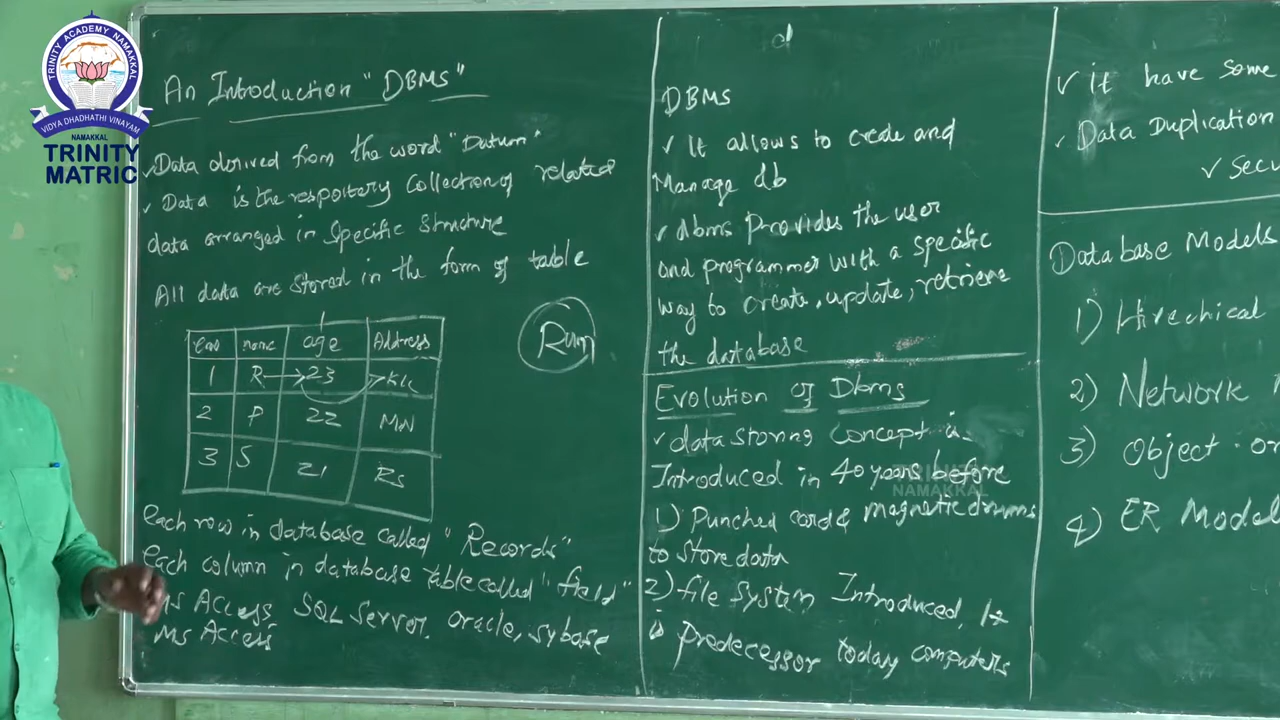 TRINITY ACADEMY NAMAKKAL
VIDYA DHADHATHI VINAYAM
NAMAKKAL
TRINITY
MATRIC
An Introduction "DBMS"
✓ Data derived from the word "Datum"
✓ Data is the respoitery Collection of related
data arranged in Specific Structure
All data are stored in the form of table
name age Address
1 R 23 KK
2 P 22 MN
3 S 21 RS
Rum
Each row in database called "Records"
Each column in database table called "field"
Ms Access SQL Server, oracle, sybase
Ms Access
d
DBMS
✓ It allows to create and
Manage db
✓ dbms provides the user
and programmer with a specific
way to create, update, retrieve
the database
Evolution of Dbms
✓ data storing concept is
Introduced in 40 years before
1) Punched card & magnetic drums
to store data
2) file system Introduced, It
is predecessor today computers
NAMAKKAL
✓ it have some
✓ Data Duplication
✓ Secu
Database Models
1) Hirechical
2) Network
3) Object - or
4) ER Model